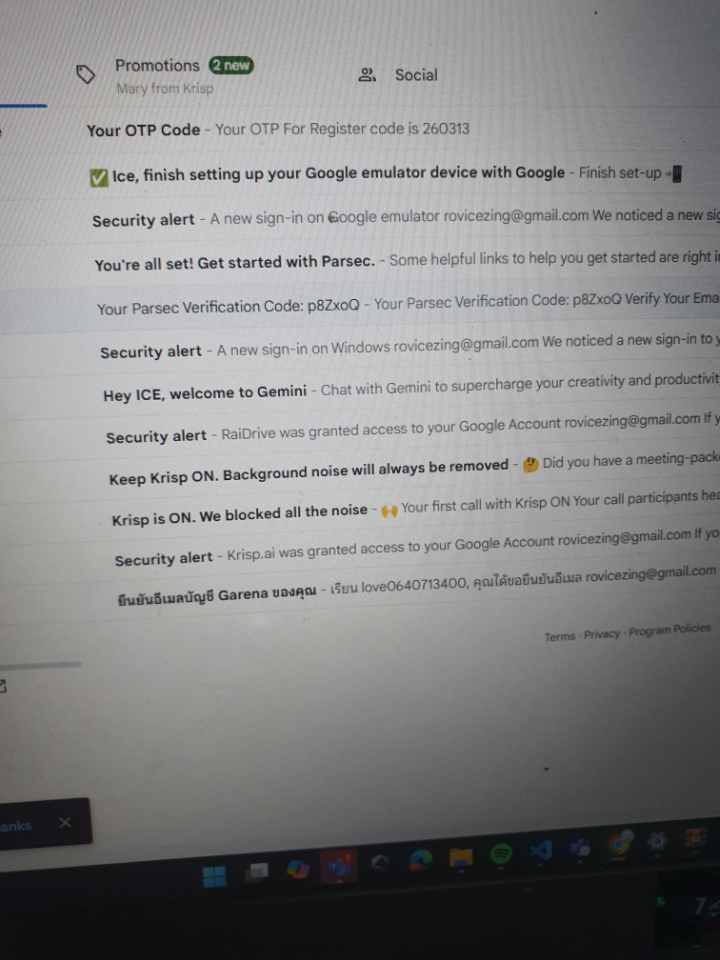 Promotions 2 new
Mary from Krisp
Social
Your OTP Code - Your OTP For Register code is 260313
✅ Ice, finish setting up your Google emulator device with Google - Finish set-up 📲
Security alert - A new sign-in on Google emulator rovicezing@gmail.com We noticed a new sig
You're all set! Get started with Parsec. - Some helpful links to help you get started are right i
Your Parsec Verification Code: p8ZxoQ - Your Parsec Verification Code: p8ZxoQ Verify Your Ema
Security alert - A new sign-in on Windows rovicezing@gmail.com We noticed a new sign-in to y
Hey ICE, welcome to Gemini - Chat with Gemini to supercharge your creativity and productivit
Security alert - RaiDrive was granted access to your Google Account rovicezing@gmail.com If y
Keep Krisp ON. Background noise will always be removed - 🤔 Did you have a meeting-pack
Krisp is ON. We blocked all the noise - 🙌 Your first call with Krisp ON Your call participants hea
Security alert - Krisp.ai was granted access to your Google Account rovicezing@gmail.com If yo
ยืนยันอีเมลบัญชี Garena ของคุณ - เรียน love0640713400, คุณได้ขอยืนยันอีเมล rovicezing@gmail.com
Terms · Privacy · Program Policies
anks